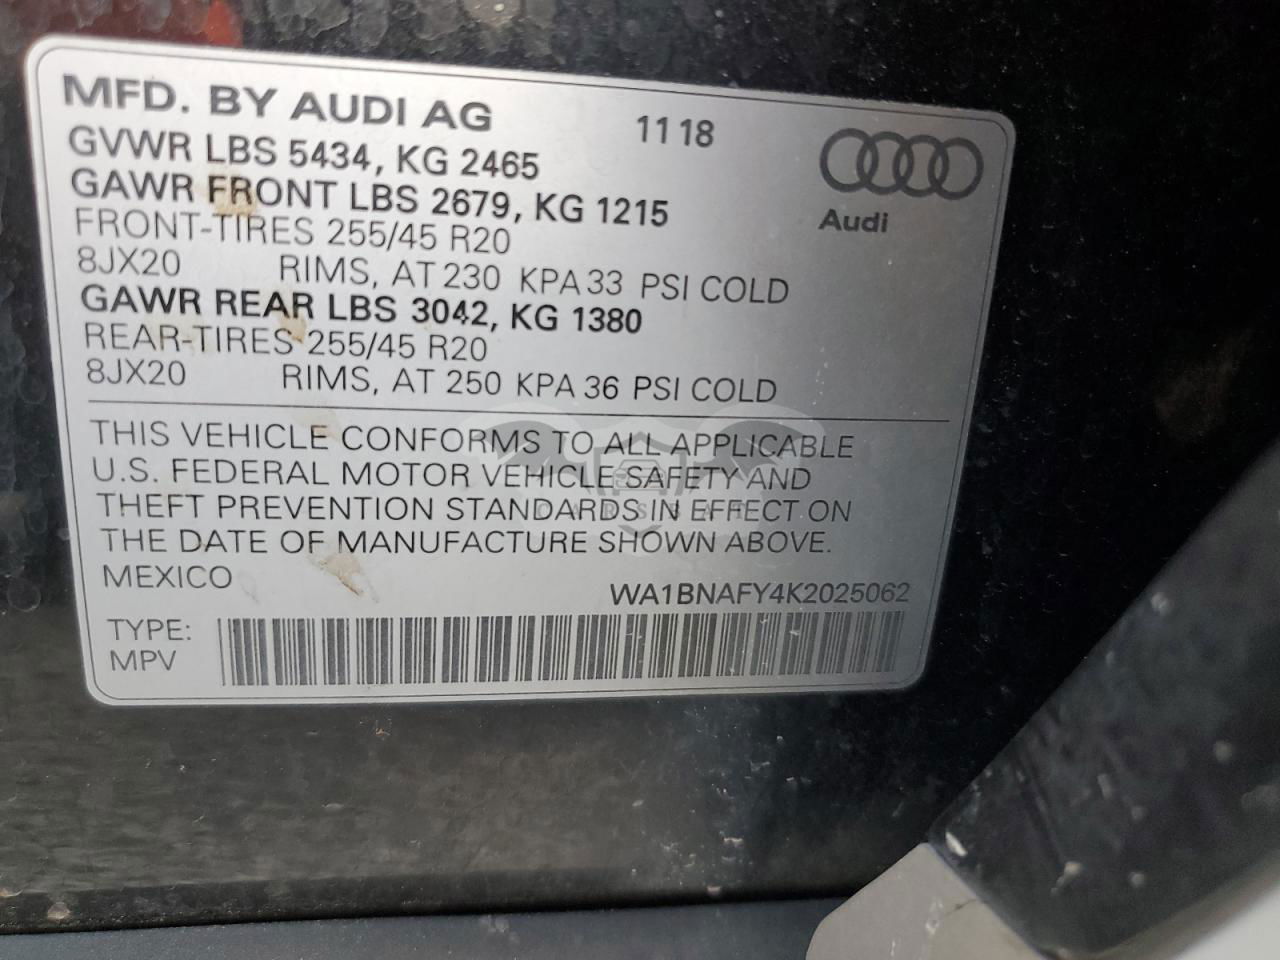 MFD. BY AUDI AG 11 18
GVWR LBS 5434, KG 2465
GAWR FRONT LBS 2679, KG 1215
Audi
FRONT-TIRES 255/45 R20
8JX20 RIMS, AT 230 KPA 33 PSI COLD
GAWR REAR LBS 3042, KG 1380
REAR-TIRES 255/45 R20
8JX20 RIMS, AT 250 KPA 36 PSI COLD
THIS VEHICLE CONFORMS TO ALL APPLICABLE
U.S. FEDERAL MOTOR VEHICLE SAFETY AND
THEFT PREVENTION STANDARDS IN EFFECT ON
THE DATE OF MANUFACTURE SHOWN ABOVE.
MEXICO WA1BNAFY4K2025062
TYPE:
MPV